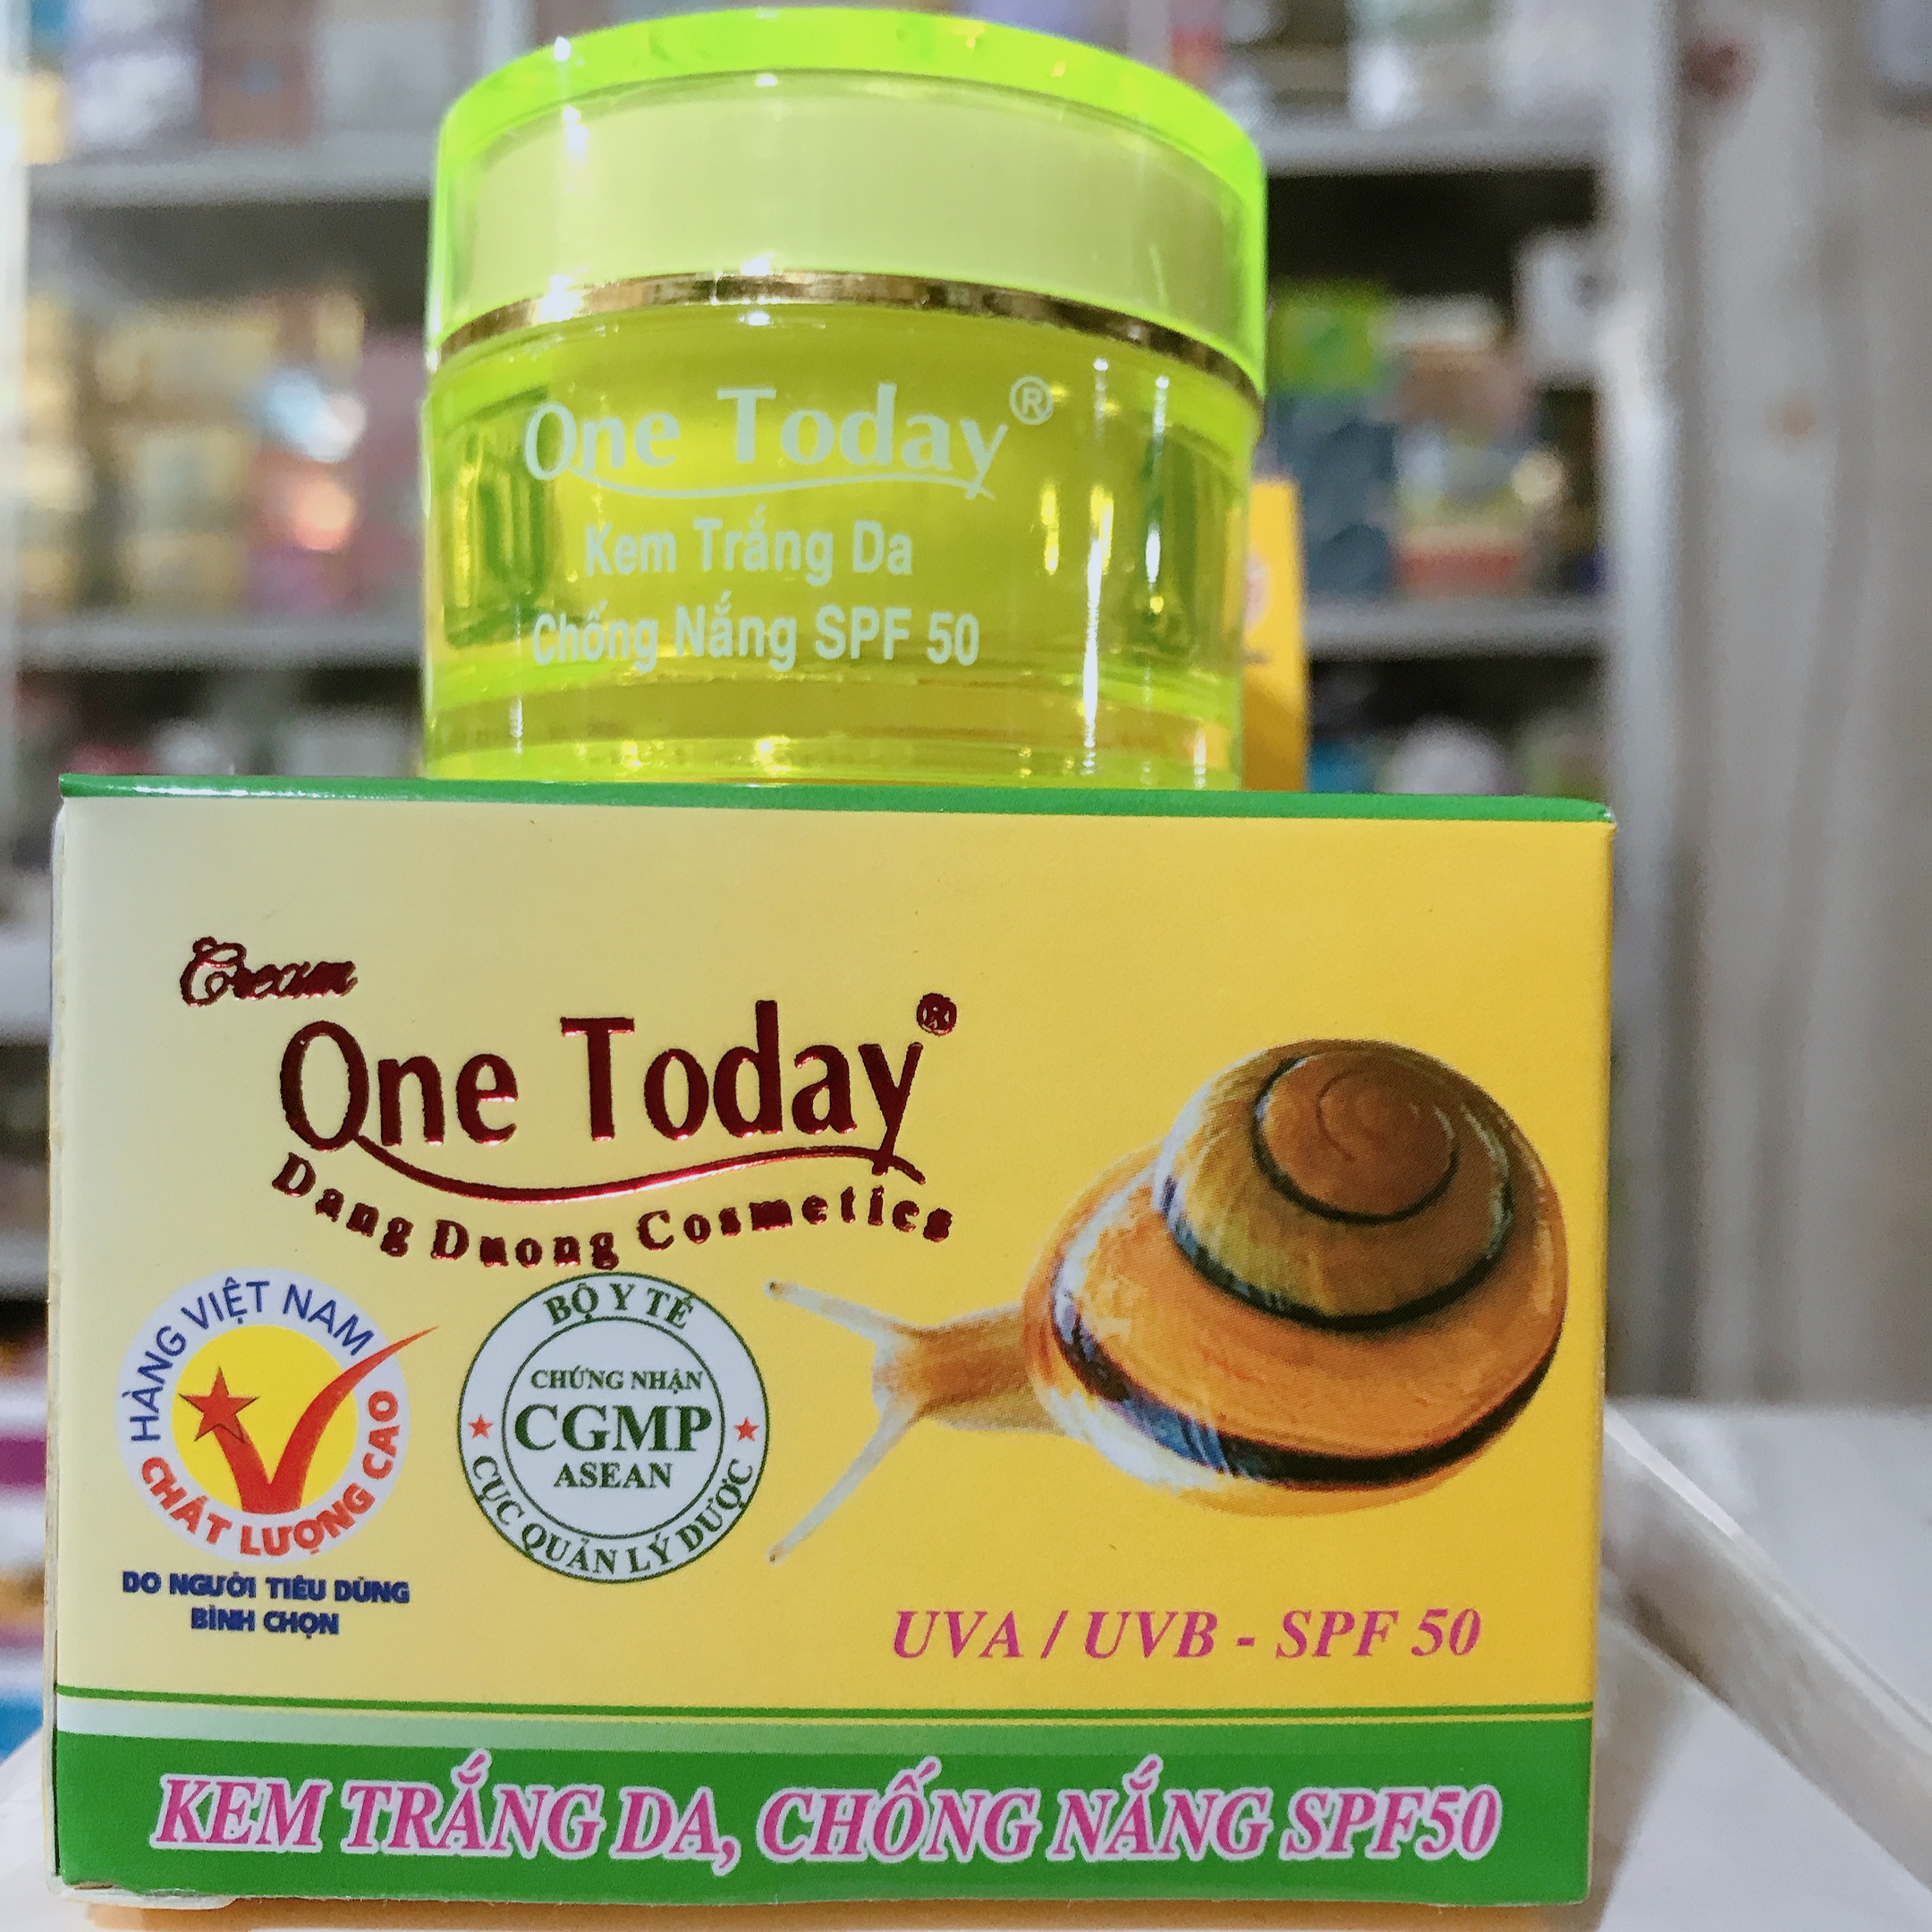 One Today®
Kem Trắng Da
Chống Nắng SPF 50
Cream
One Today®
Dang Duong Cosmetics
HÀNG VIỆT NAM
CHẤT LƯỢNG CAO
DO NGƯỜI TIÊU DÙNG
BÌNH CHỌN
BỘ Y TẾ
CHỨNG NHẬN
CGMP
ASEAN
CỤC QUẢN LÝ DƯỢC
UVA / UVB - SPF 50
KEM TRẮNG DA, CHỐNG NẮNG SPF50